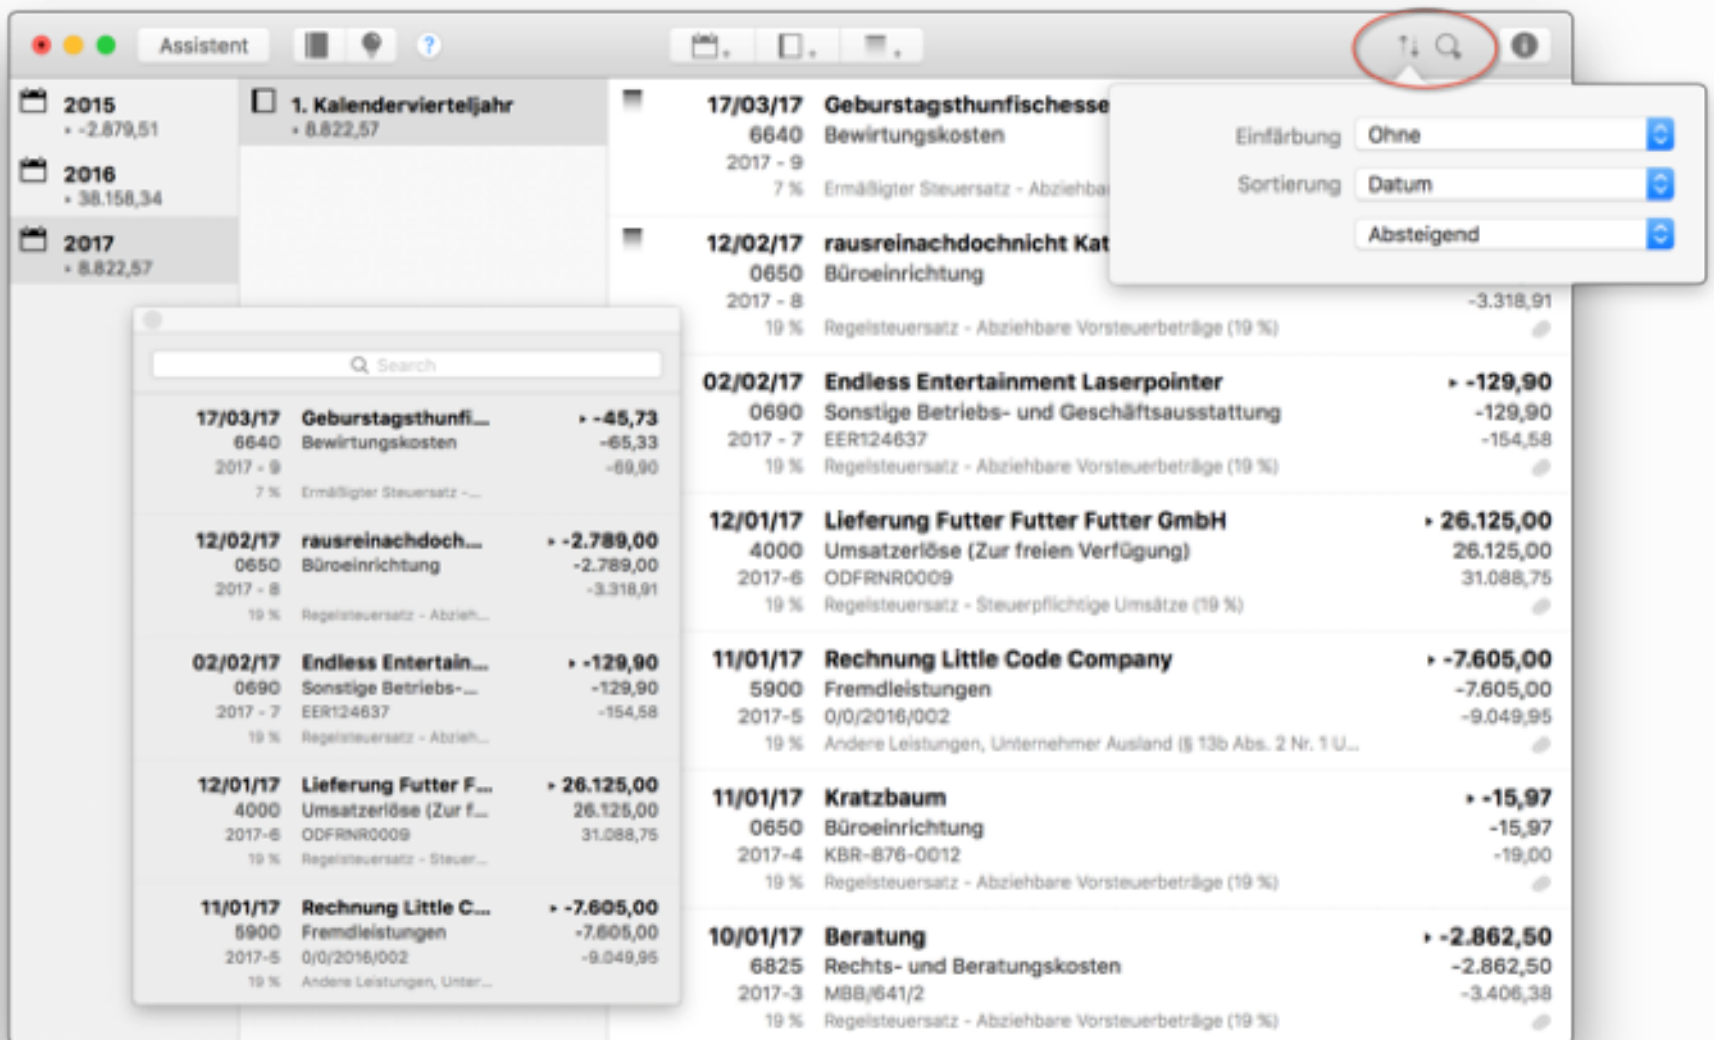 Assistent
?
2015
-2.879,51
2016
38.158,34
2017
8.822,57
1. Kalendervierteljahr
8.822,57
17/03/17 Geburstagsthunfischesse
6640 Bewirtungskosten
2017 - 9
7 % Ermäßigter Steuersatz - Abziehba
12/02/17 rausreinachdochnicht Kat
0650 Büroeinrichtung
2017 - 8 -3.318,91
19 % Regelsteuersatz - Abziehbare Vorsteuerbeträge (19 %)
02/02/17 Endless Entertainment Laserpointer -129,90
0690 Sonstige Betriebs- und Geschäftsausstattung -129,90
2017 - 7 EER124637 -154,58
19 % Regelsteuersatz - Abziehbare Vorsteuerbeträge (19 %)
12/01/17 Lieferung Futter Futter Futter GmbH 26.125,00
4000 Umsatzerlöse (Zur freien Verfügung) 26.125,00
2017-6 ODFRNR0009 31.088,75
19 % Regelsteuersatz - Steuerpflichtige Umsätze (19 %)
11/01/17 Rechnung Little Code Company -7.605,00
5900 Fremdleistungen -7.605,00
2017-5 0/0/2016/002 -9.049,95
19 % Andere Leistungen, Unternehmer Ausland (§ 13b Abs. 2 Nr. 1 U...
11/01/17 Kratzbaum -15,97
0650 Büroeinrichtung -15,97
2017-4 KBR-876-0012 -19,00
19 % Regelsteuersatz - Abziehbare Vorsteuerbeträge (19 %)
10/01/17 Beratung -2.862,50
6825 Rechts- und Beratungskosten -2.862,50
2017-3 MBB/641/2 -3.406,38
19 % Regelsteuersatz - Abziehbare Vorsteuerbeträge (19 %)
Einfärbung Ohne
Sortierung Datum
Absteigend
Search
17/03/17 Geburstagsthunfi... -45,73
6640 Bewirtungskosten -65,33
2017 - 9 -69,90
7 % Ermäßigter Steuersatz -...
12/02/17 rausreinachdoch... -2.789,00
0650 Büroeinrichtung -2.789,00
2017 - 8 -3.318,91
19 % Regelsteuersatz - Abzieh...
02/02/17 Endless Entertain... -129,90
0690 Sonstige Betriebs-... -129,90
2017 - 7 EER124637 -154,58
19 % Regelsteuersatz - Abzieh...
12/01/17 Lieferung Futter F... 26.125,00
4000 Umsatzerlöse (Zur f... 26.125,00
2017-6 ODFRNR0009 31.088,75
19 % Regelsteuersatz - Steuer...
11/01/17 Rechnung Little C... -7.605,00
5900 Fremdleistungen -7.605,00
2017-5 0/0/2016/002 -9.049,95
19 % Andere Leistungen, Unter...